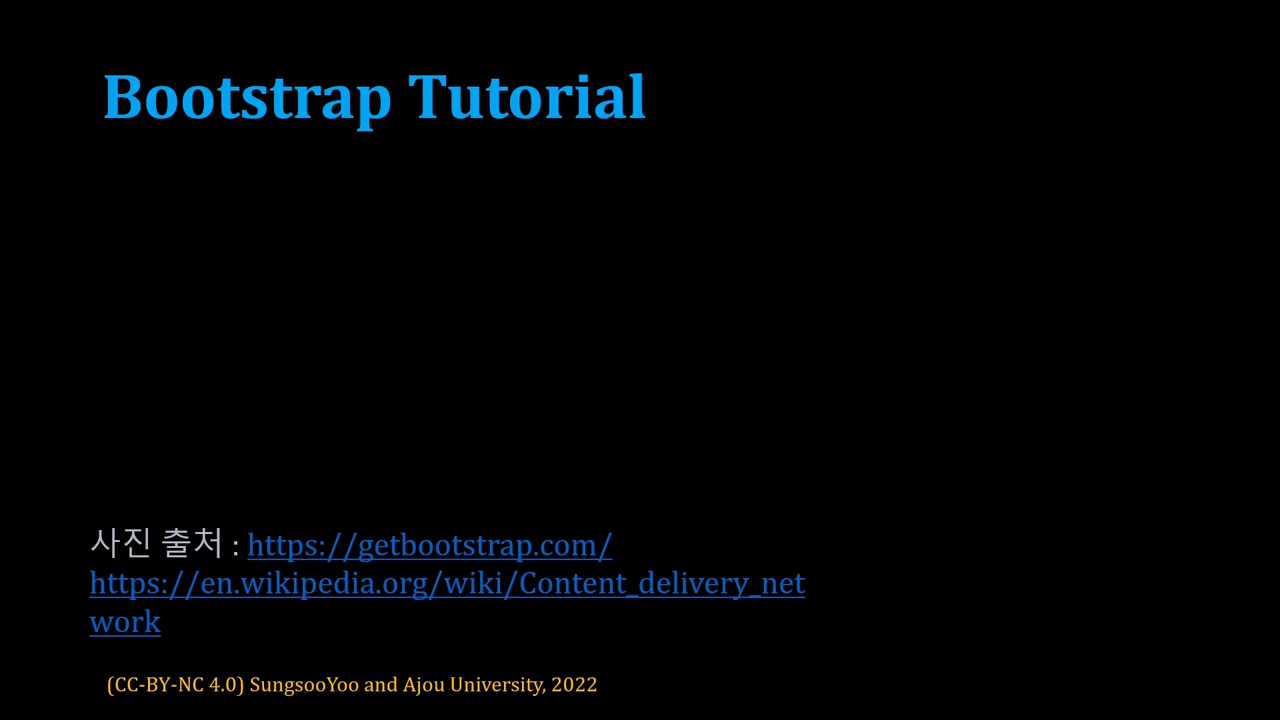 Bootstrap Tutorial
사진 출처 : https://getbootstrap.com/
https://en.wikipedia.org/wiki/Content_delivery_net
work
(CC-BY-NC 4.0) SungsooYoo and Ajou University, 2022